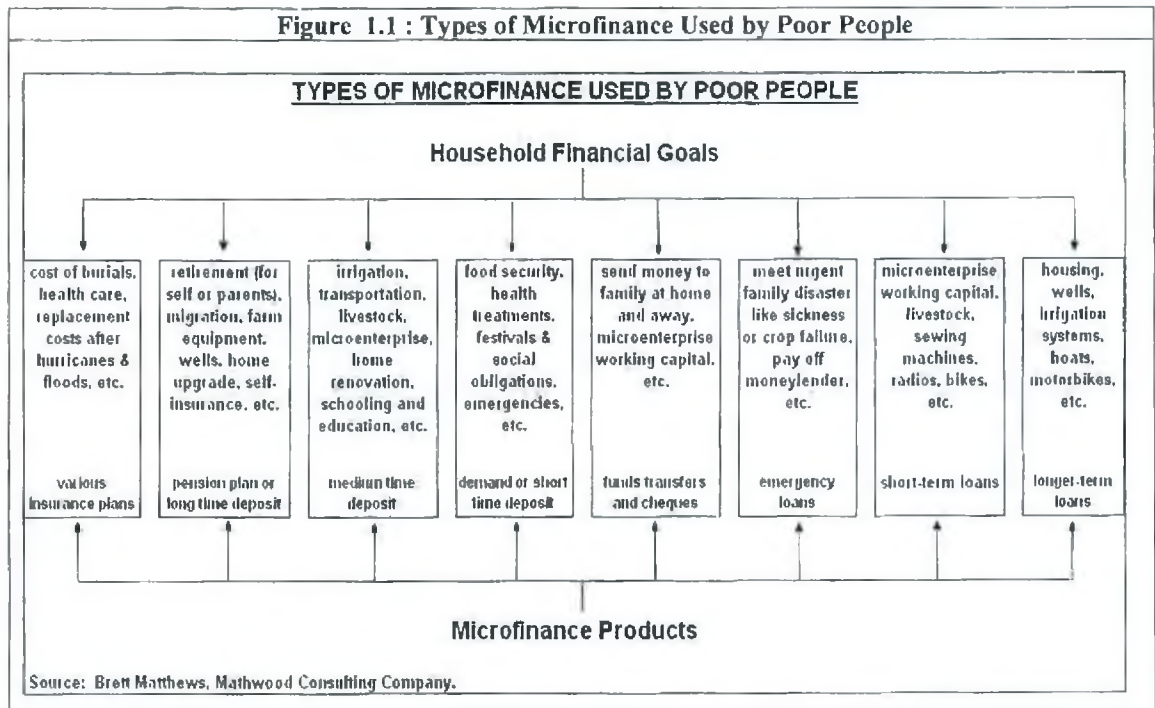 Figure 1.1 : Types of Microfinance Used by Poor People
TYPES OF MICROFINANCE USED BY POOR PEOPLE
Household Financial Goals
cost of burials,
health care,
replacement
costs after
hurricanes &
floods, etc.
various
insurance plans
retirement (for
self or parents),
migration, farm
equipment,
wells, home
upgrade, self-
insurance, etc.
pension plan or
long time deposit
irrigation,
transportation,
livestock,
microenterprise,
home
renovation,
schooling and
education, etc.
medium time
deposit
food security,
health
treatments,
festivals &
social
obligations,
emergencies,
etc.
demand or short
time deposit
send money to
family at home
and away,
microenterprise
working capital,
etc.
funds transfers
and cheques
meet urgent
family disaster
like sickness
or crop failure,
pay off
moneylender,
etc.
emergency
loans
microenterprise
working capital,
livestock,
sewing
machines,
radios, bikes,
etc.
short-term loans
housing,
wells,
irrigation
systems,
boats,
motorbikes,
etc.
longer-term
loans
Microfinance Products
Source: Brett Matthews, Mathwood Consulting Company.